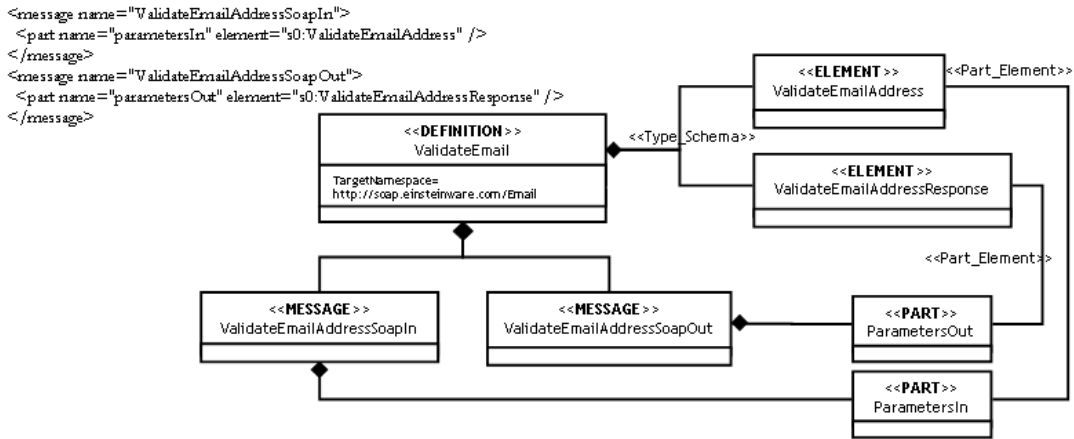 <message name="ValidateEmailAddressSoapIn">
<part name="parametersIn" element="s0:ValidateEmailAddress" />
</message>
<message name="ValidateEmailAddressSoapOut">
<part name="parametersOut" element="s0:ValidateEmailAddressResponse" />
</message>
<<ELEMENT>>
ValidateEmailAddress
<<Part_Element>>
<<DEFINITION>>
ValidateEmail
TargetNamespace=
http://soap.einsteinware.com/Email
<<Type_Schema>>
<<ELEMENT>>
ValidateEmailAddressResponse
<<Part_Element>>
<<MESSAGE>>
ValidateEmailAddressSoapIn
<<MESSAGE>>
ValidateEmailAddressSoapOut
<<PART>>
ParametersOut
<<PART>>
ParametersIn